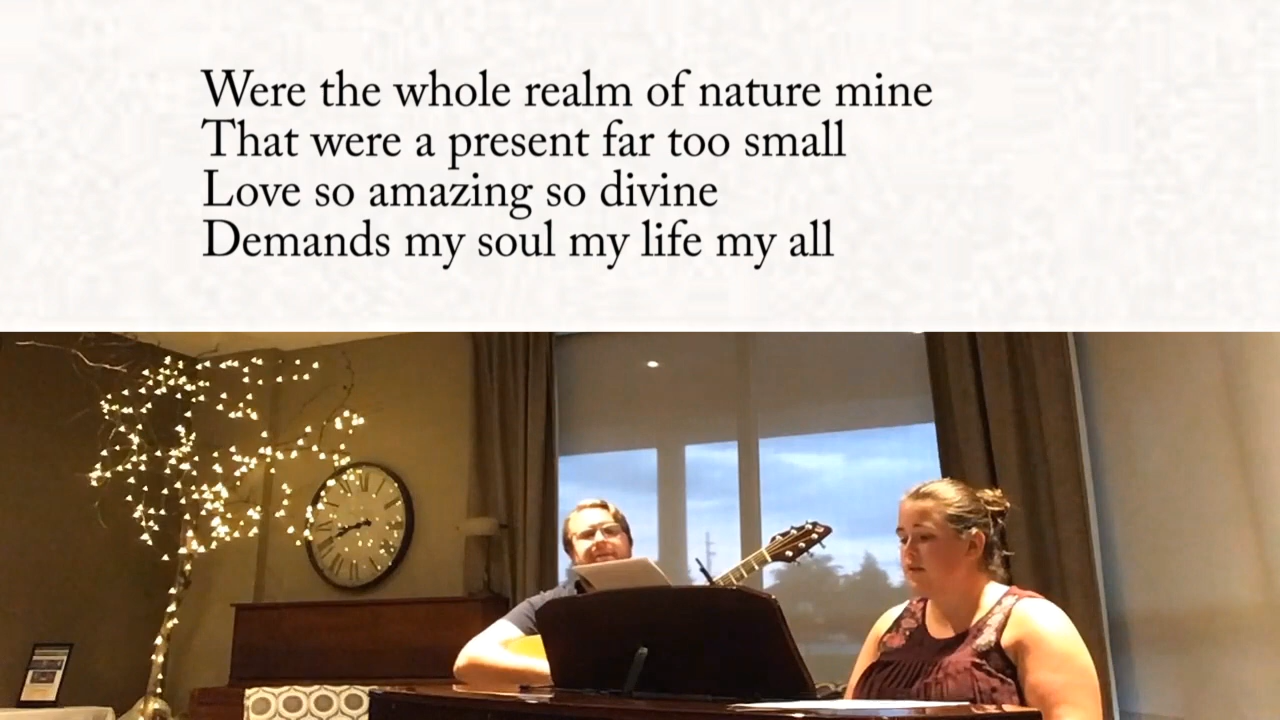 Were the whole realm of nature mine
That were a present far too small
Love so amazing so divine
Demands my soul my life my all